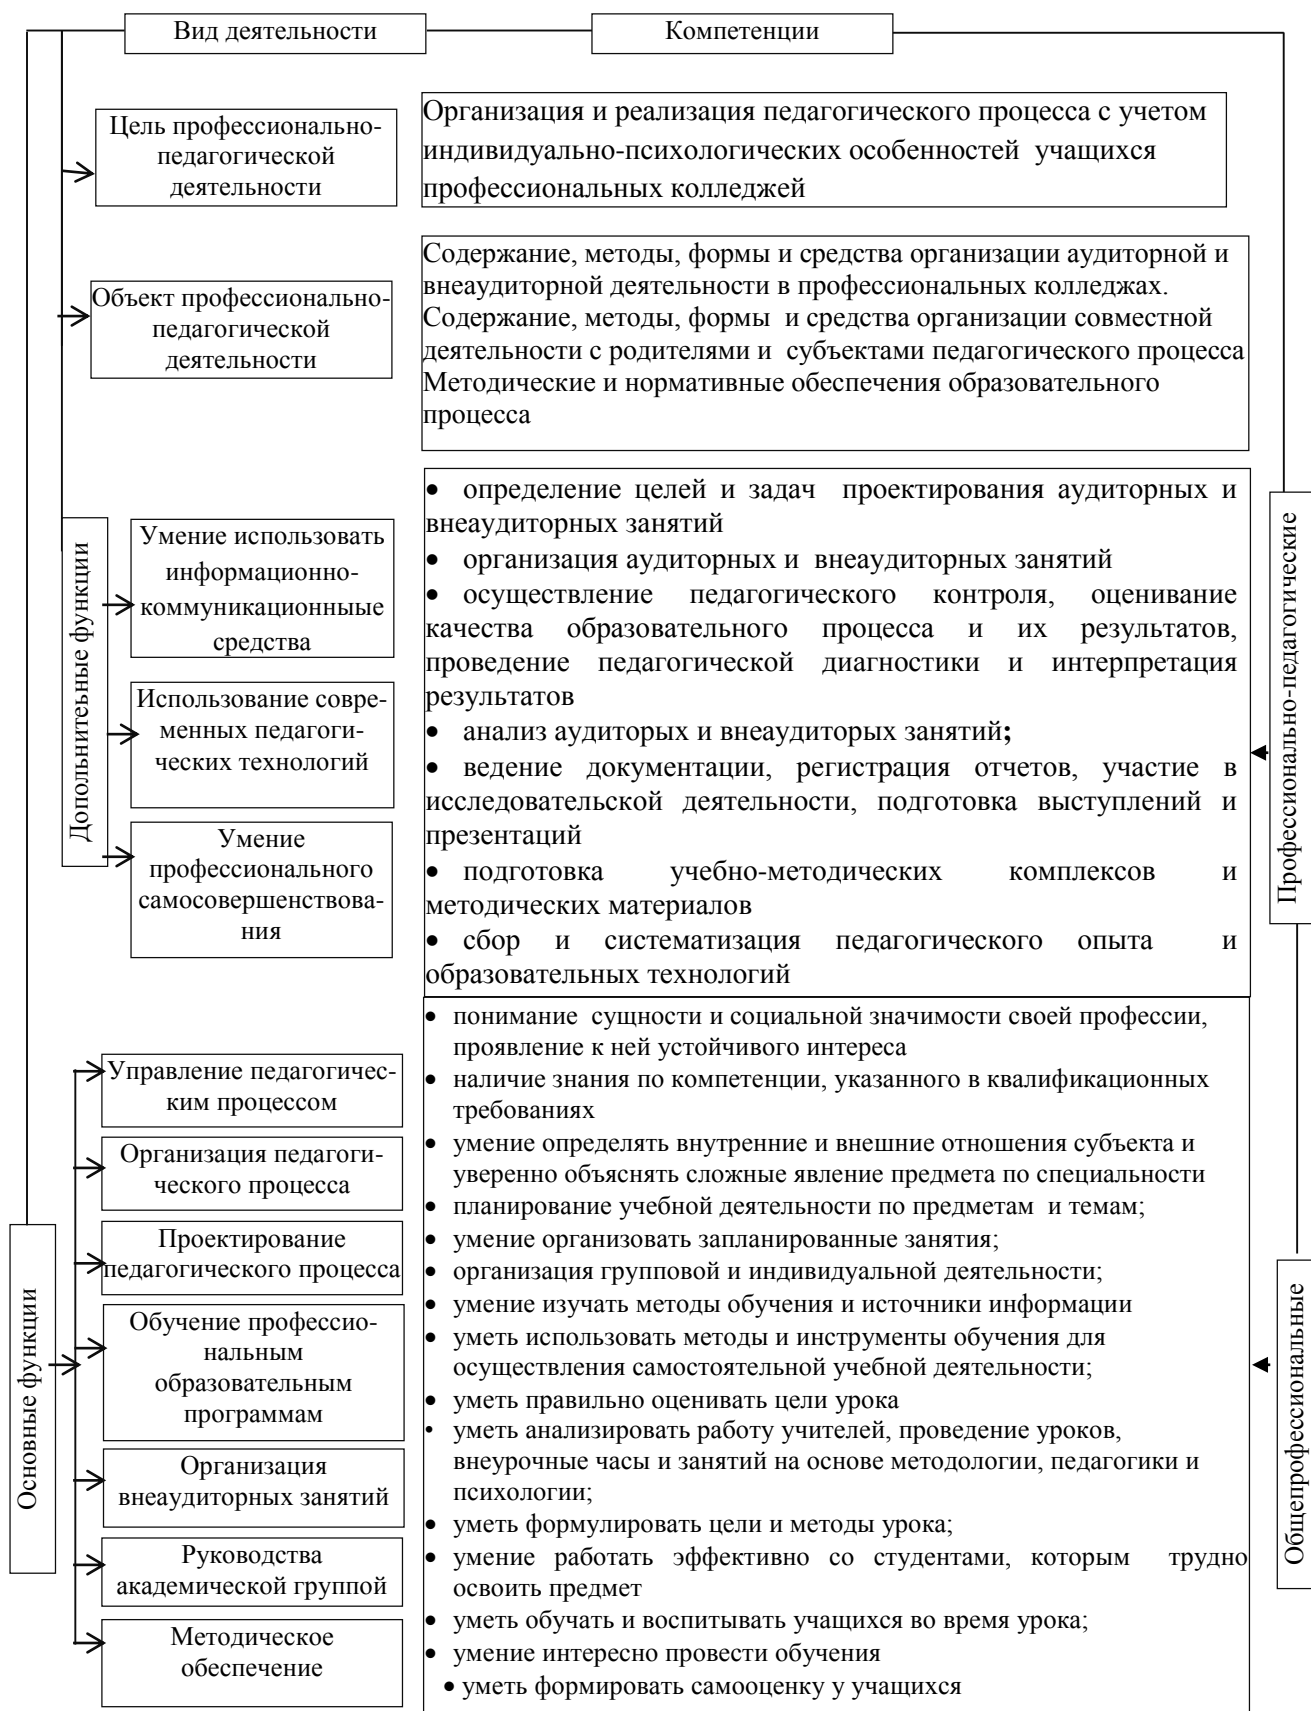 Вид деятельности
Компетенции
Цель профессионально-
педагогической
деятельности
Организация и реализация педагогического процесса с учетом
индивидуально-психологических особенностей учащихся
профессиональных колледжей
Объект профессионально-
педагогической
деятельности
Содержание, методы, формы и средства организации аудиторной и
внеаудиторной деятельности в профессиональных колледжах.
Содержание, методы, формы и средства организации совместной
деятельности с родителями и субъектами педагогического процесса
Методические и нормативные обеспечения образовательного
процесса
Допольнитеьные функции
Умение использовать
информационно-
коммуникационныые
средства
Использование совре-
менных педагоги-
ческих технологий
Умение
профессионального
самосовершенствова-
ния
• определение целей и задач проектирования аудиторных и
внеаудиторных занятий
• организация аудиторных и внеаудиторных занятий
• осуществление педагогического контроля, оценивание
качества образовательного процесса и их результатов,
проведение педагогической диагностики и интерпретация
результатов
• анализ аудиторых и внеаудиторых занятий;
• ведение документации, регистрация отчетов, участие в
исследовательской деятельности, подготовка выступлений и
презентаций
• подготовка учебно-методических комплексов и
методических материалов
• сбор и систематизация педагогического опыта и
образовательных технологий
Профессионально-педагогические
Основные функции
Управление педагогичес-
ким процессом
Организация педагоги-
ческого процесса
Проектирование
педагогического процесса
Обучение професcио-
нальным
образовательным
программам
Организация
внеаудиторных занятий
Руководства
академической группой
Методическое
обеспечение
• понимание сущности и социальной значимости своей профессии,
проявление к ней устойчивого интереса
• наличие знания по компетенции, указанного в квалификационных
требованиях
• умение определять внутренние и внешние отношения субъекта и
уверенно объяснять сложные явление предмета по специальности
• планирование учебной деятельности по предметам и темам;
• умение организовать запланированные занятия;
• организация групповой и индивидуальной деятельности;
• умение изучать методы обучения и источники информации
• уметь использовать методы и инструменты обучения для
осуществления самостоятельной учебной деятельности;
• уметь правильно оценивать цели урока
• уметь анализировать работу учителей, проведение уроков,
внеурочные часы и занятий на основе методологии, педагогики и
психологии;
• уметь формулировать цели и методы урока;
• умение работать эффективно со студентами, которым трудно
освоить предмет
• уметь обучать и воспитывать учащихся во время урока;
• умение интересно провести обучения
• уметь формировать самооценку у учащихся
Общепрофессиональные